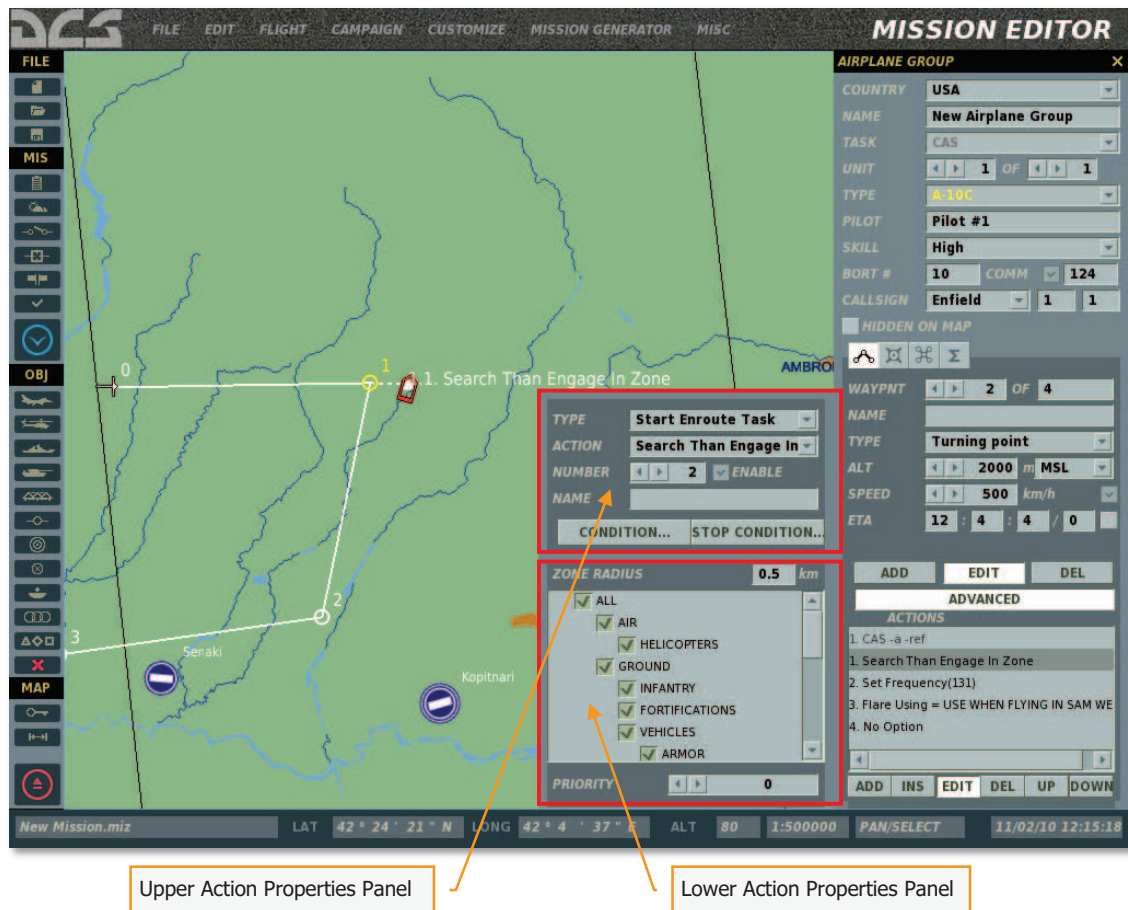 DCS FILE EDIT FLIGHT CAMPAIGN CUSTOMIZE MISSION GENERATOR MISC MISSION EDITOR
FILE
MIS
OBJ
MAP
0
1
1. Search Than Engage In Zone
AMBRO
2
3
Senaki
Kopitnari
TYPE Start Enroute Task
ACTION Search Than Engage In
NUMBER 2 ENABLE
NAME
CONDITION... STOP CONDITION...
ZONE RADIUS 0.5 km
ALL
AIR
HELICOPTERS
GROUND
INFANTRY
FORTIFICATIONS
VEHICLES
ARMOR
PRIORITY 0
AIRPLANE GROUP X
COUNTRY USA
NAME New Airplane Group
TASK CAS
UNIT 1 OF 1
TYPE A-10C
PILOT Pilot #1
SKILL High
BORT # 10 COMM 124
CALLSIGN Enfield 1 1
HIDDEN ON MAP
Σ
WAYPNT 2 OF 4
NAME
TYPE Turning point
ALT 2000 m MSL
SPEED 500 km/h
ETA 12 : 4 : 4 / 0
ADD EDIT DEL
ADVANCED
ACTIONS
1. CAS -a -ref
1. Search Than Engage In Zone
2. Set Frequency(131)
3. Flare Using = USE WHEN FLYING IN SAM WE
4. No Option
ADD INS EDIT DEL UP DOWN
New Mission.miz LAT 42 ° 24 ' 21 " N LONG 42 ° 4 ' 37 " E ALT 80 1:500000 PAN/SELECT 11/02/10 12:15:18
Upper Action Properties Panel
Lower Action Properties Panel